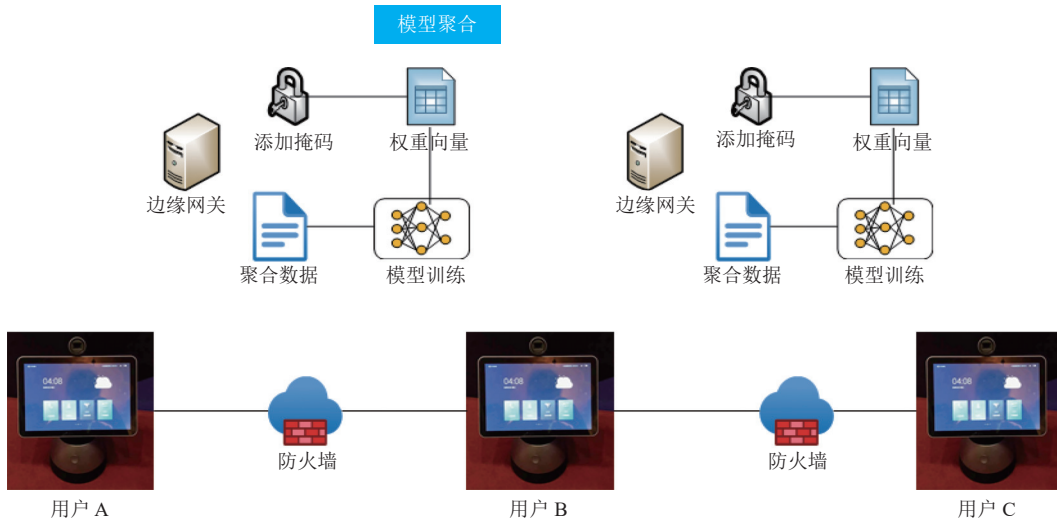 模型聚合
添加掩码 权重向量 添加掩码 权重向量
边缘网关 边缘网关
聚合数据 模型训练 聚合数据 模型训练
04:08 04:08 04:08
防火墙 防火墙
用户 A 用户 B 用户 C